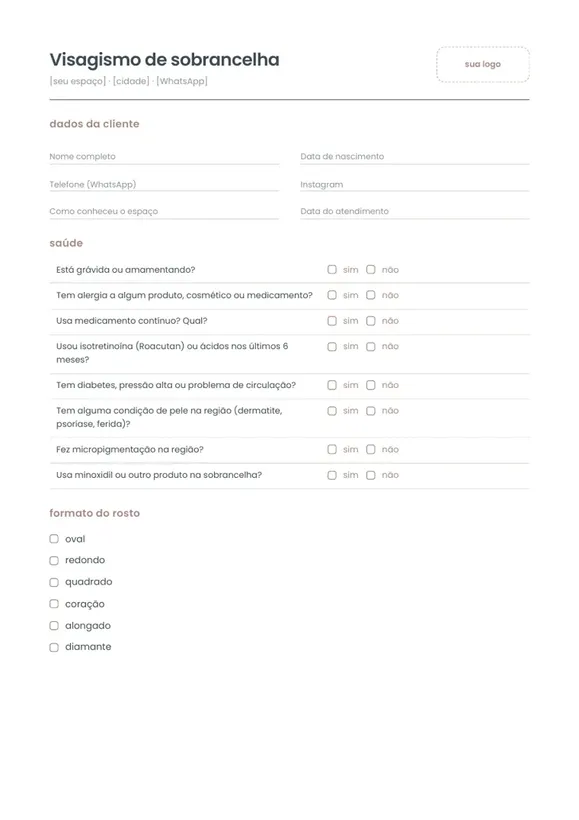 Visagismo de sobrancelha
[seu espaço] · [cidade] · [WhatsApp]
sua logo
dados da cliente
Nome completo
Data de nascimento
Telefone (WhatsApp)
Instagram
Como conheceu o espaço
Data do atendimento
saúde
Está grávida ou amamentando? sim não
Tem alergia a algum produto, cosmético ou medicamento? sim não
Usa medicamento contínuo? Qual? sim não
Usou isotretinoína (Roacutan) ou ácidos nos últimos 6 sim não
meses?
Tem diabetes, pressão alta ou problema de circulação? sim não
Tem alguma condição de pele na região (dermatite, sim não
psoríase, ferida)?
Fez micropigmentação na região? sim não
Usa minoxidil ou outro produto na sobrancelha? sim não
formato do rosto
oval
redondo
quadrado
coração
alongado
diamante